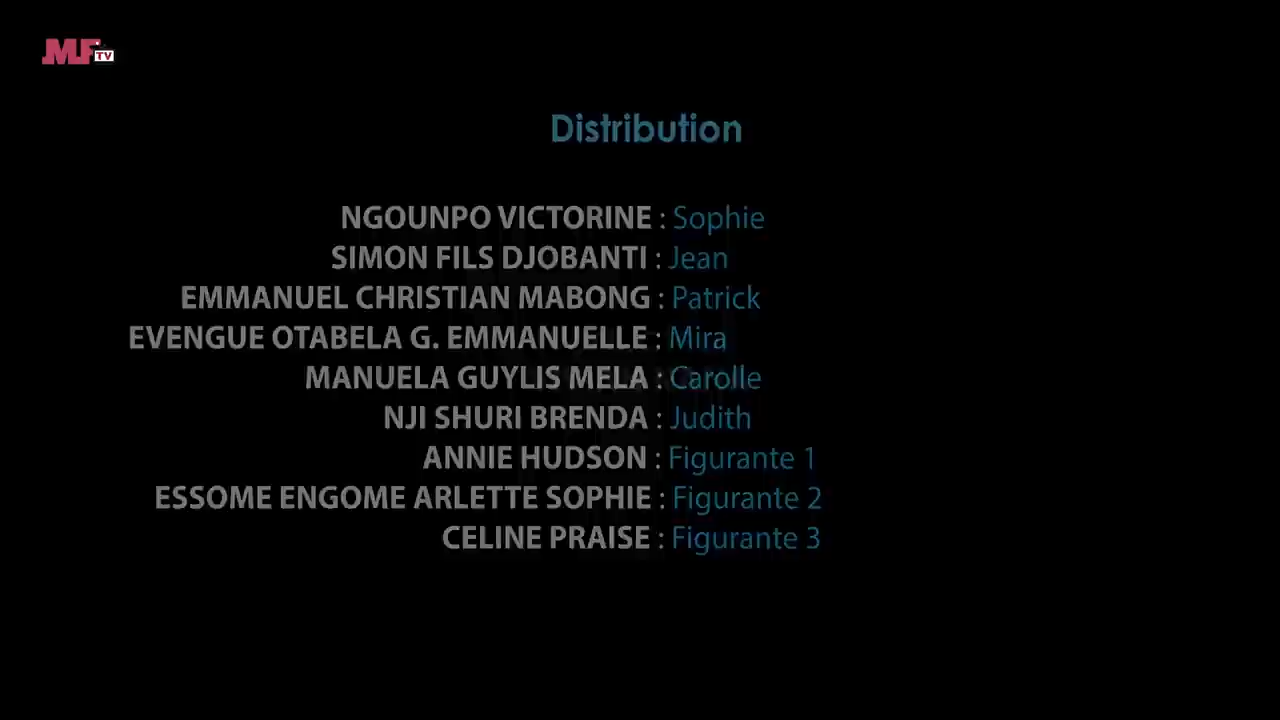 MF TV
Distribution
NGOUNPO VICTORINE : Sophie
SIMON FILS DJOBANTI : Jean
EMMANUEL CHRISTIAN MABONG : Patrick
EVENGUE OTABELA G. EMMANUELLE : Mira
MANUELA GUYLIS MELA : Carolle
NJI SHURI BRENDA : Judith
ANNIE HUDSON : Figurante 1
ESSOME ENGOME ARLETTE SOPHIE : Figurante 2
CELINE PRAISE : Figurante 3